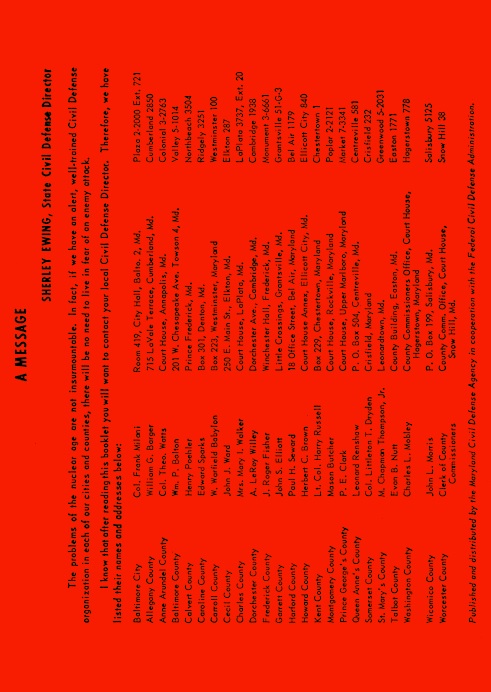 A MESSAGE
SHERLEY EWING, State Civil Defense Director
The problems of the nuclear age are not insurmountable. In fact, if we have an alert, well-trained Civil Defense
organization in each of our cities and counties, there will be no need to live in fear of an enemy attack.
I know that after reading this booklet you will want to contact your local Civil Defense Director. Therefore, we have
listed their names and addresses below:
Baltimore City Col. Frank Milani Room 419, City Hall, Balto. 2, Md. Plaza 2-2000 Ext. 721
Allegany County William G. Barger 715 LaVale Terrace, Cumberland, Md. Cumberland 2850
Anne Arundel County Col. Theo. Watts Court House, Annapolis, Md. Colonial 3-2763
Baltimore County Wm. P. Bolton 201 W. Chesapeake Ave. Towson 4, Md. Valley 5-1014
Calvert County Henry Poehler Prince Frederick, Md. Northbeach 3504
Caroline County Edward Sparks Box 301, Denton, Md. Ridgely 3251
Carroll County W. Warfield Babylon Box 223, Westminster, Maryland Westminster 100
Cecil County John J. Ward 250 E. Main St., Elkton, Md. Elkton 287
Charles County Mrs. Mary I. Walker Court House, LaPlata, Md. LaPlata 3737, Ext. 20
Dorchester County A. LeRoy Willey Dorchester Ave., Cambridge, Md. Cambridge 1938
Frederick County J. Roger Fisher Winchester Hall, Frederick, Md. Monument 3-6661
Garrett County John S. Elliott Little Crossings, Grantsville, Md. Grantsville 51-G-3
Harford County Paul H. Seward 18 Office Street, Bel Air, Maryland Bel Air 1179
Howard County Herbert C. Brown Court House Annex, Ellicott City, Md. Ellicott City 840
Kent County Lt. Col. Harry Russell Box 229, Chestertown, Maryland Chestertown 1
Montgomery County Mason Butcher Court House, Rockville, Maryland Poplar 2-2121
Prince George's County P. E. Clark Court House, Upper Marlboro, Maryland Market 7-3341
Queen Anne's County Leonard Renshaw P. O. Box 504, Centreville, Md. Centreville 581
Somerset County Col. Littleton T. Dryden Crisfield, Maryland Crisfield 232
St. Mary's County M. Chapman Thompson, Jr. Leonardtown, Md. Greenwood 5-2031
Talbot County Evan B. Nutt County Building, Easton, Md. Easton 1771
Washington County Charles L. Mobley County Commissioners Office, Court House, Hagerstown 778
Hagerstown, Maryland
Wicomico County John L. Morris P. O. Box 199, Salisbury, Md. Salisbury 5125
Worcester County Clerk of County County Comm. Office, Court House, Snow Hill 38
Commissioners Snow Hill, Md.
Published and distributed by the Maryland Civil Defense Agency in cooperation with the Federal Civil Defense Administration.